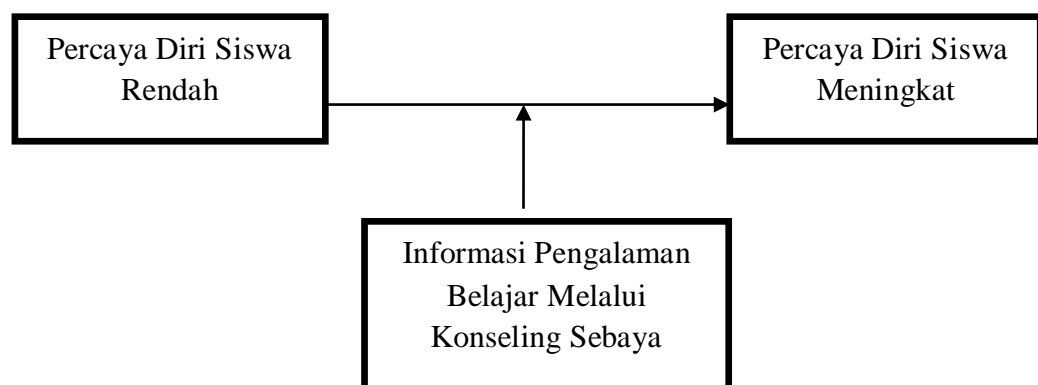 Percaya Diri Siswa
Rendah
Percaya Diri Siswa
Meningkat
Informasi Pengalaman
Belajar Melalui
Konseling Sebaya